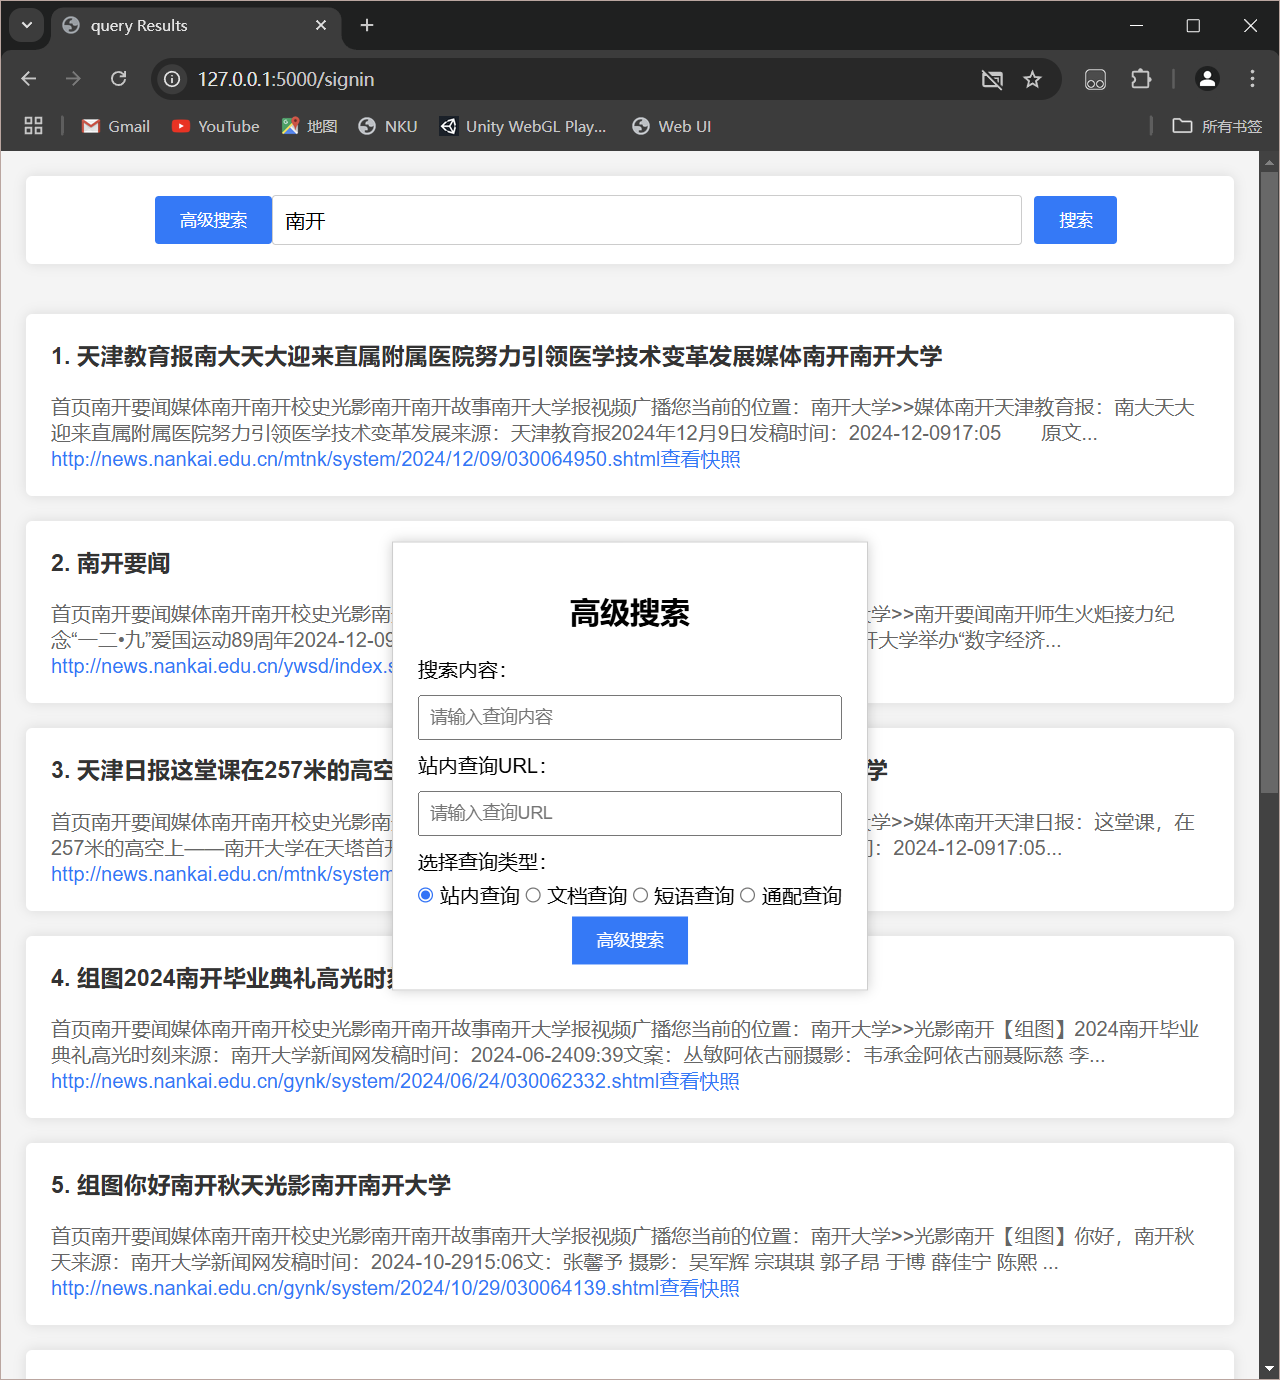 query Results
127.0.0.1:5000/signin
Gmail YouTube 地图 NKU Unity WebGL Play... Web UI 所有书签
高级搜索 南开 搜索
1. 天津教育报南大天大迎来直属附属医院努力引领医学技术变革发展媒体南开南开大学
首页南开要闻媒体南开南开校史光影南开南开故事南开大学报视频广播您当前的位置：南开大学>>媒体南开天津教育报：南大天大
迎来直属附属医院努力引领医学技术变革发展来源：天津教育报2024年12月9日发稿时间：2024-12-0917:05　　原文...
http://news.nankai.edu.cn/mtnk/system/2024/12/09/030064950.shtml查看快照
2. 南开要闻
首页南开要闻媒体南开南开校史光影南 学>>南开要闻南开师生火炬接力纪
念“一二•九”爱国运动89周年2024-12-09 开大学举办“数字经济...
http://news.nankai.edu.cn/ywsd/index.s
3. 天津日报这堂课在257米的高空 学
首页南开要闻媒体南开南开校史光影南 学>>媒体南开天津日报：这堂课，在
257米的高空上——南开大学在天塔首 ：2024-12-0917:05...
http://news.nankai.edu.cn/mtnk/system
4. 组图2024南开毕业典礼高光时刻
首页南开要闻媒体南开南开校史光影南开南开故事南开大学报视频广播您当前的位置：南开大学>>光影南开【组图】2024南开毕业
典礼高光时刻来源：南开大学新闻网发稿时间：2024-06-2409:39文案：丛敏阿依古丽摄影：韦承金阿依古丽聂际慈 李...
http://news.nankai.edu.cn/gynk/system/2024/06/24/030062332.shtml查看快照
5. 组图你好南开秋天光影南开南开大学
首页南开要闻媒体南开南开校史光影南开南开故事南开大学报视频广播您当前的位置：南开大学>>光影南开【组图】你好，南开秋
天来源：南开大学新闻网发稿时间：2024-10-2915:06文：张馨予 摄影：吴军辉 宗琪琪 郭子昂 于博 薛佳宁 陈熙 ...
http://news.nankai.edu.cn/gynk/system/2024/10/29/030064139.shtml查看快照
高级搜索
搜索内容：
请输入查询内容
站内查询URL：
请输入查询URL
选择查询类型：
站内查询 文档查询 短语查询 通配查询
高级搜索